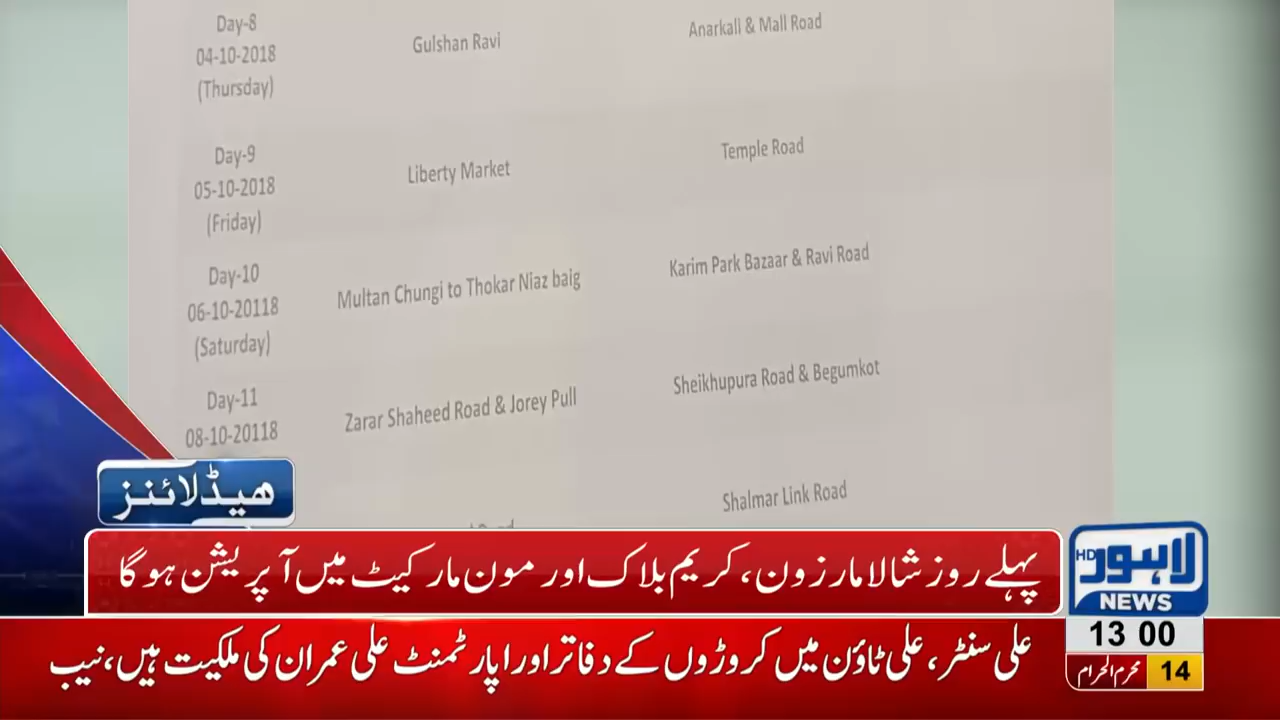 Day-8
04-10-2018
(Thursday)
Gulshan Ravi
Anarkali & Mall Road
Day-9
05-10-2018
(Friday)
Liberty Market
Temple Road
Day-10
06-10-20118
(Saturday)
Multan Chungi to Thokar Niaz baig
Karim Park Bazaar & Ravi Road
Day-11
08-10-20118
Zarar Shaheed Road & Jorey Pull
Sheikhupura Road & Begumkot
Shalmar Link Road
ہیڈلائنز
پہلے روز شالامار زون، کریم بلاک اور مون مارکیٹ میں آپریشن ہو گا
علی سنٹر، علی ٹاؤن میں کروڑوں کے دفاتر اور اپارٹمنٹ علی عمران کی ملکیت ہیں، نیب
لاہور HD
NEWS
13 00
14 محرم الحرام